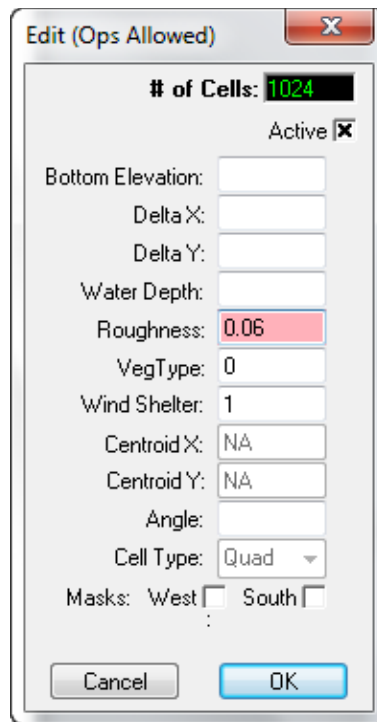 Edit (Ops Allowed)
# of Cells: 1024
Active
Bottom Elevation:
Delta X:
Delta Y:
Water Depth:
Roughness: 0.06
VegType: 0
Wind Shelter: 1
Centroid X: NA
Centroid Y: NA
Angle:
Cell Type: Quad
Masks: West South
:
Cancel OK